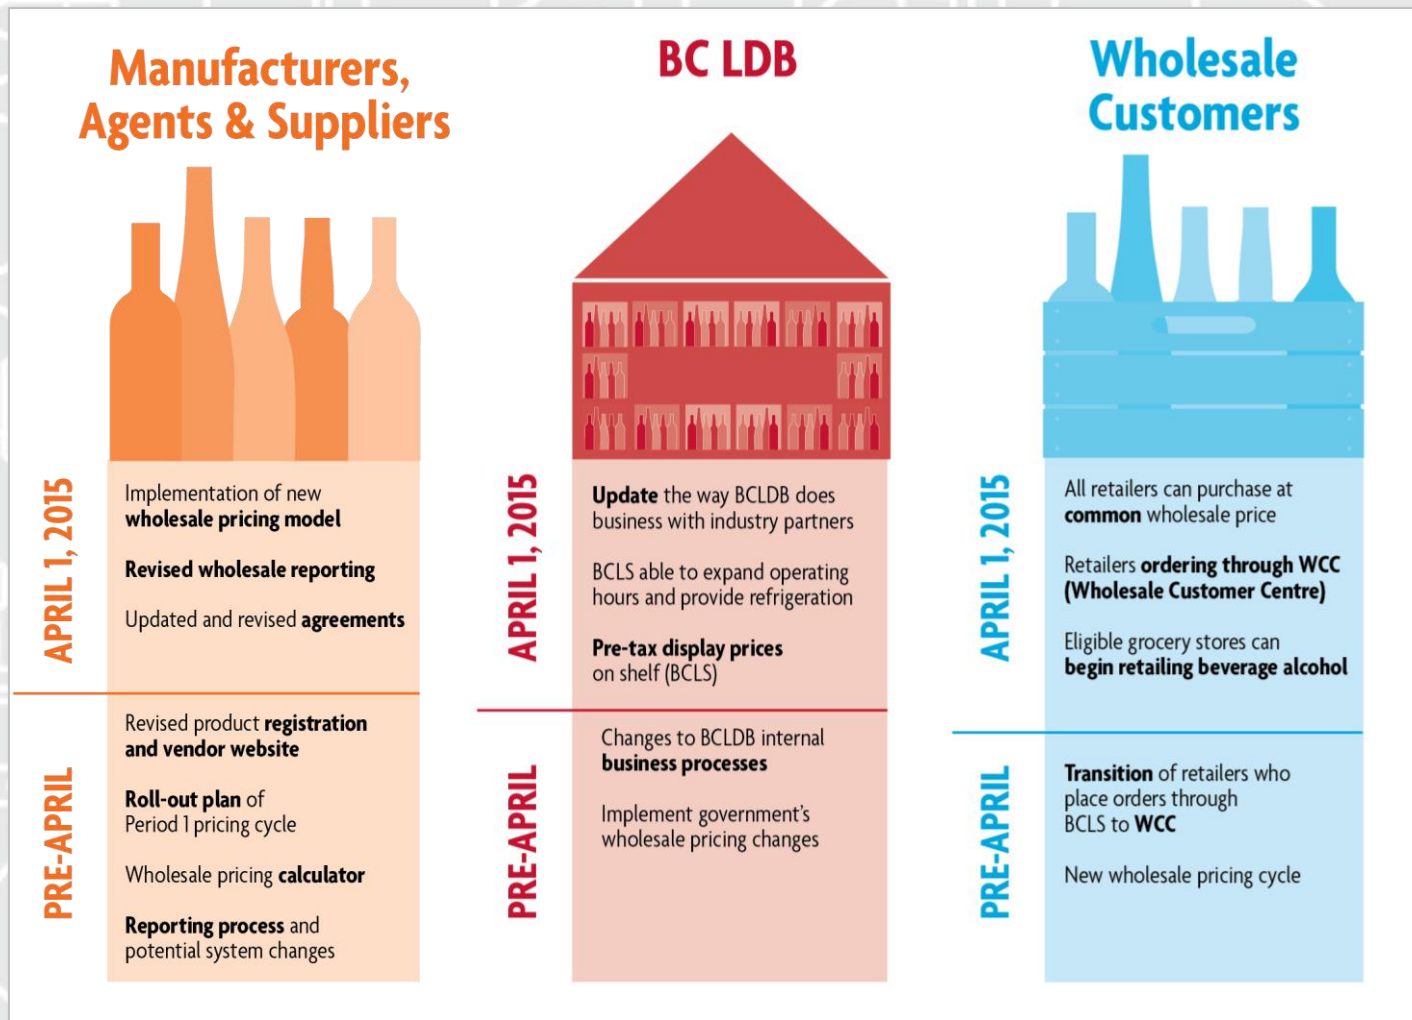 Manufacturers,
Agents & Suppliers
APRIL 1, 2015
Implementation of new
wholesale pricing model
Revised wholesale reporting
Updated and revised agreements
PRE-APRIL
Revised product registration
and vendor website
Roll-out plan of
Period 1 pricing cycle
Wholesale pricing calculator
Reporting process and
potential system changes
BC LDB
APRIL 1, 2015
Update the way BCLDB does
business with industry partners
BCLS able to expand operating
hours and provide refrigeration
Pre-tax display prices
on shelf (BCLS)
PRE-APRIL
Changes to BCLDB internal
business processes
Implement government’s
wholesale pricing changes
Wholesale
Customers
APRIL 1, 2015
All retailers can purchase at
common wholesale price
Retailers ordering through WCC
(Wholesale Customer Centre)
Eligible grocery stores can
begin retailing beverage alcohol
PRE-APRIL
Transition of retailers who
place orders through
BCLS to WCC
New wholesale pricing cycle